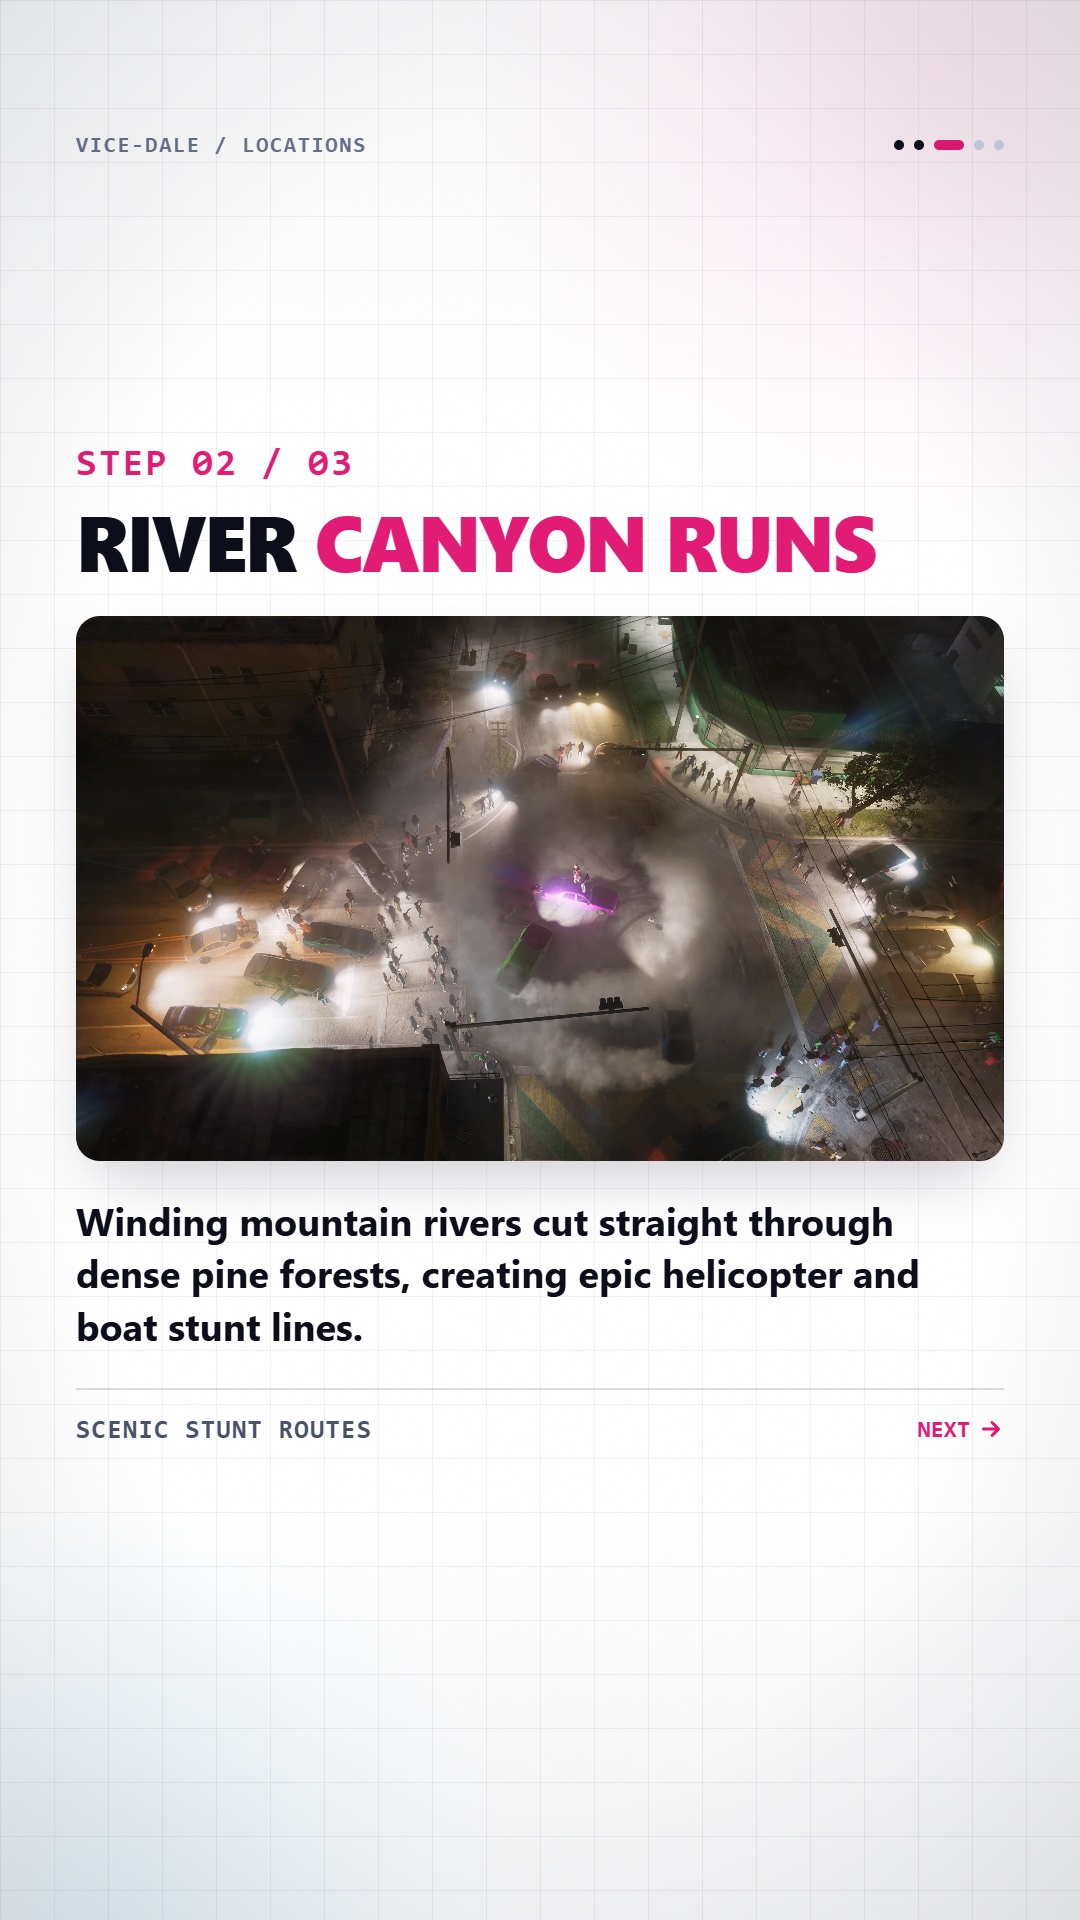 VICE-DALE / LOCATIONS
STEP 02 / 03
RIVER CANYON RUNS
Winding mountain rivers cut straight through
dense pine forests, creating epic helicopter and
boat stunt lines.
SCENIC STUNT ROUTES
NEXT →